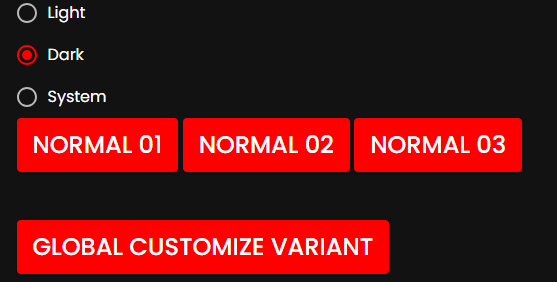 Light
Dark
System
NORMAL 01 NORMAL 02 NORMAL 03
GLOBAL CUSTOMIZE VARIANT